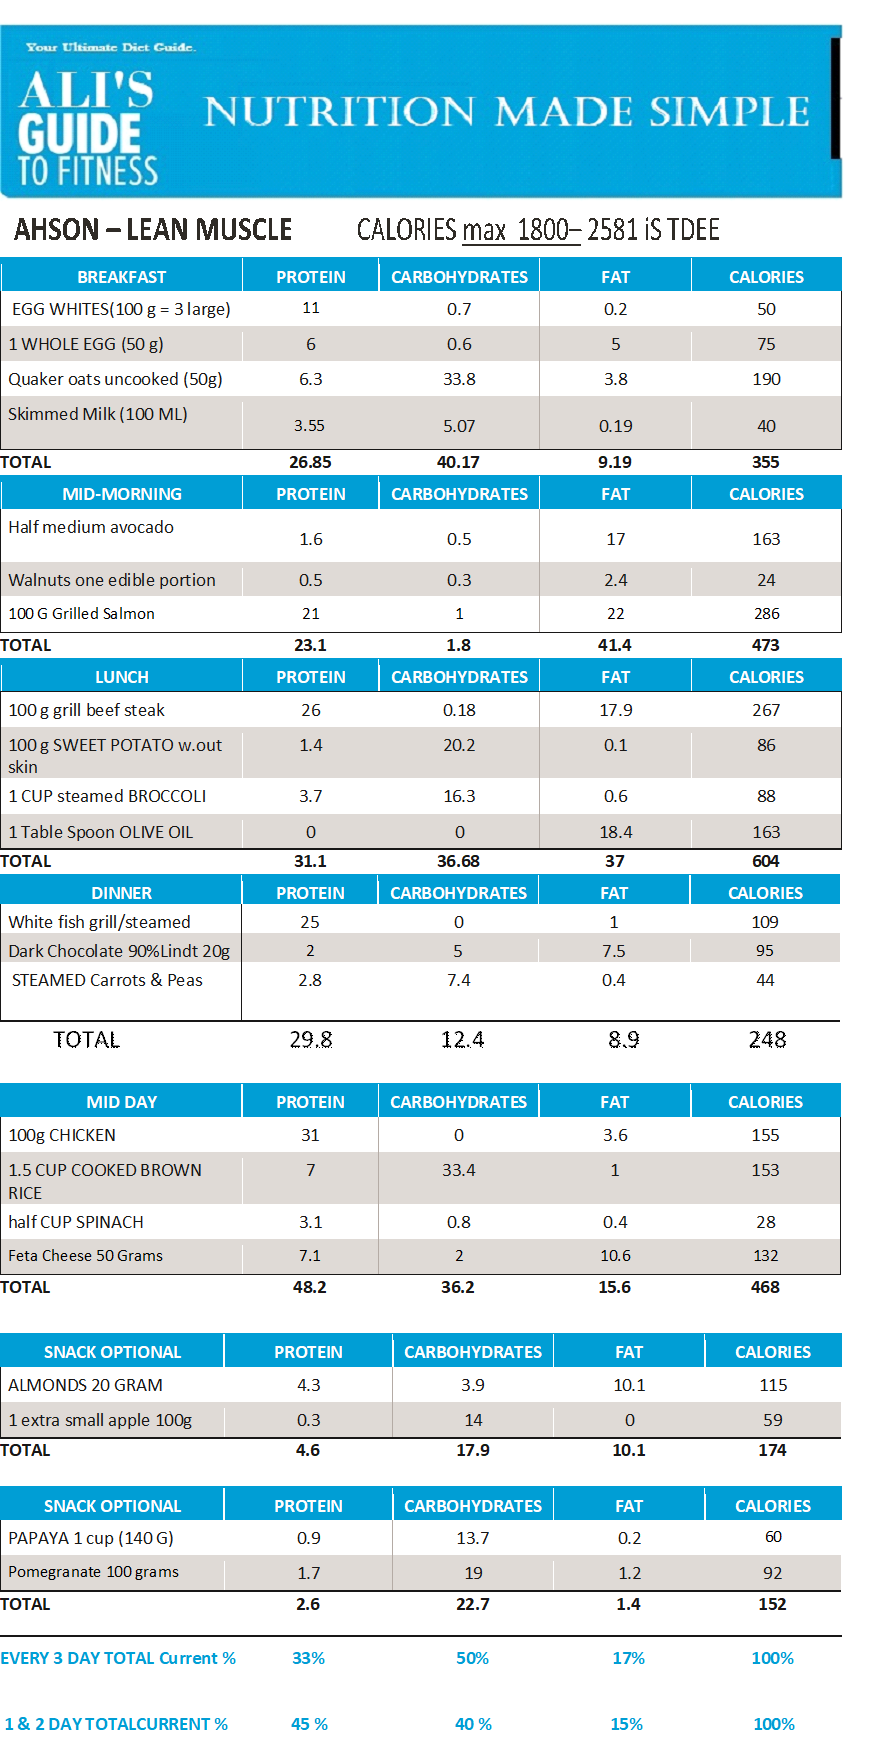 Your Ultimate Diet Guide.
ALI'S
GUIDE
TO FITNESS
NUTRITION MADE SIMPLE
AHSON – LEAN MUSCLE CALORIES max 1800– 2581 iS TDEE
BREAKFAST PROTEIN CARBOHYDRATES FAT CALORIES
EGG WHITES(100 g = 3 large) 11 0.7 0.2 50
1 WHOLE EGG (50 g) 6 0.6 5 75
Quaker oats uncooked (50g) 6.3 33.8 3.8 190
Skimmed Milk (100 ML) 3.55 5.07 0.19 40
TOTAL 26.85 40.17 9.19 355
MID-MORNING PROTEIN CARBOHYDRATES FAT CALORIES
Half medium avocado 1.6 0.5 17 163
Walnuts one edible portion 0.5 0.3 2.4 24
100 G Grilled Salmon 21 1 22 286
TOTAL 23.1 1.8 41.4 473
LUNCH PROTEIN CARBOHYDRATES FAT CALORIES
100 g grill beef steak 26 0.18 17.9 267
100 g SWEET POTATO w.out 1.4 20.2 0.1 86
skin
1 CUP steamed BROCCOLI 3.7 16.3 0.6 88
1 Table Spoon OLIVE OIL 0 0 18.4 163
TOTAL 31.1 36.68 37 604
DINNER PROTEIN CARBOHYDRATES FAT CALORIES
White fish grill/steamed 25 0 1 109
Dark Chocolate 90%Lindt 20g 2 5 7.5 95
STEAMED Carrots & Peas 2.8 7.4 0.4 44
TOTAL 29.8 12.4 8.9 248
MID DAY PROTEIN CARBOHYDRATES FAT CALORIES
100g CHICKEN 31 0 3.6 155
1.5 CUP COOKED BROWN 7 33.4 1 153
RICE
half CUP SPINACH 3.1 0.8 0.4 28
Feta Cheese 50 Grams 7.1 2 10.6 132
TOTAL 48.2 36.2 15.6 468
SNACK OPTIONAL PROTEIN CARBOHYDRATES FAT CALORIES
ALMONDS 20 GRAM 4.3 3.9 10.1 115
1 extra small apple 100g 0.3 14 0 59
TOTAL 4.6 17.9 10.1 174
SNACK OPTIONAL PROTEIN CARBOHYDRATES FAT CALORIES
PAPAYA 1 cup (140 G) 0.9 13.7 0.2 60
Pomegranate 100 grams 1.7 19 1.2 92
TOTAL 2.6 22.7 1.4 152
EVERY 3 DAY TOTAL Current % 33% 50% 17% 100%
1 & 2 DAY TOTALCURRENT % 45 % 40 % 15% 100%